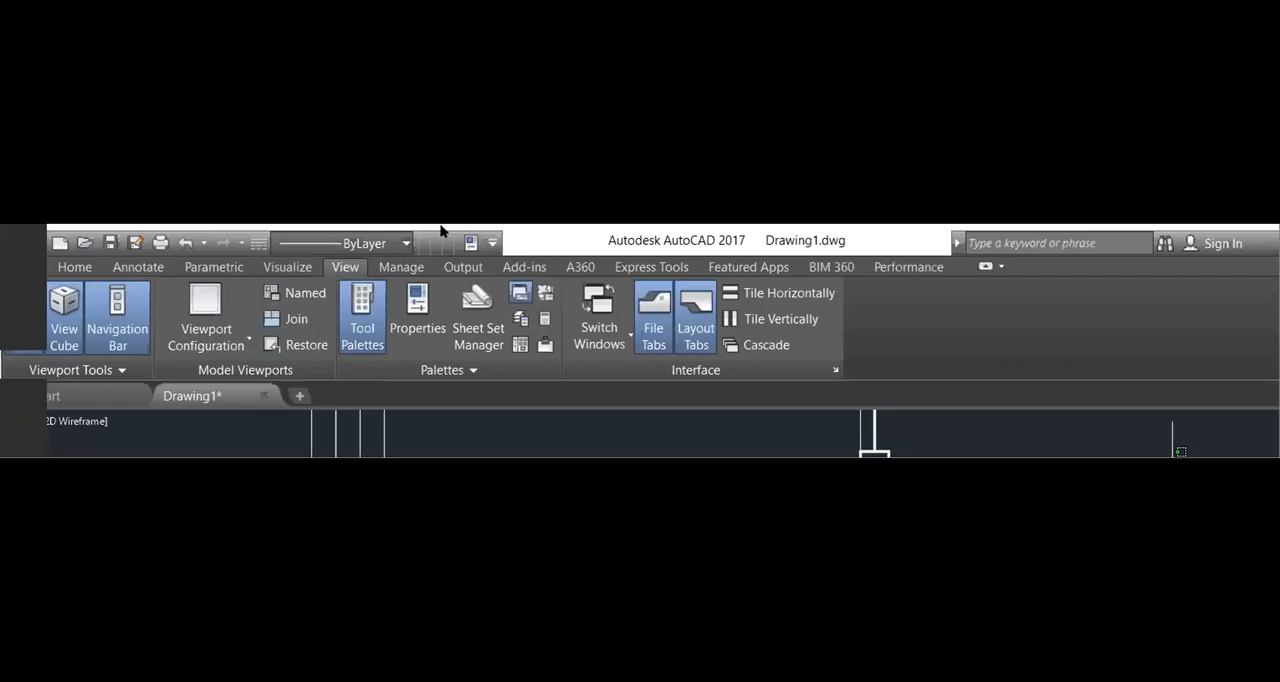 ByLayer Autodesk AutoCAD 2017 Drawing1.dwg Type a keyword or phrase Sign In
Home Annotate Parametric Visualize View Manage Output Add-ins A360 Express Tools Featured Apps BIM 360 Performance
View Cube
Navigation Bar
Viewport Configuration
Named
Join
Restore
Tool Palettes
Properties
Sheet Set Manager
Switch Windows
File Tabs
Layout Tabs
Tile Horizontally
Tile Vertically
Cascade
Viewport Tools Model Viewports Palettes Interface
art Drawing1*
2D Wireframe]